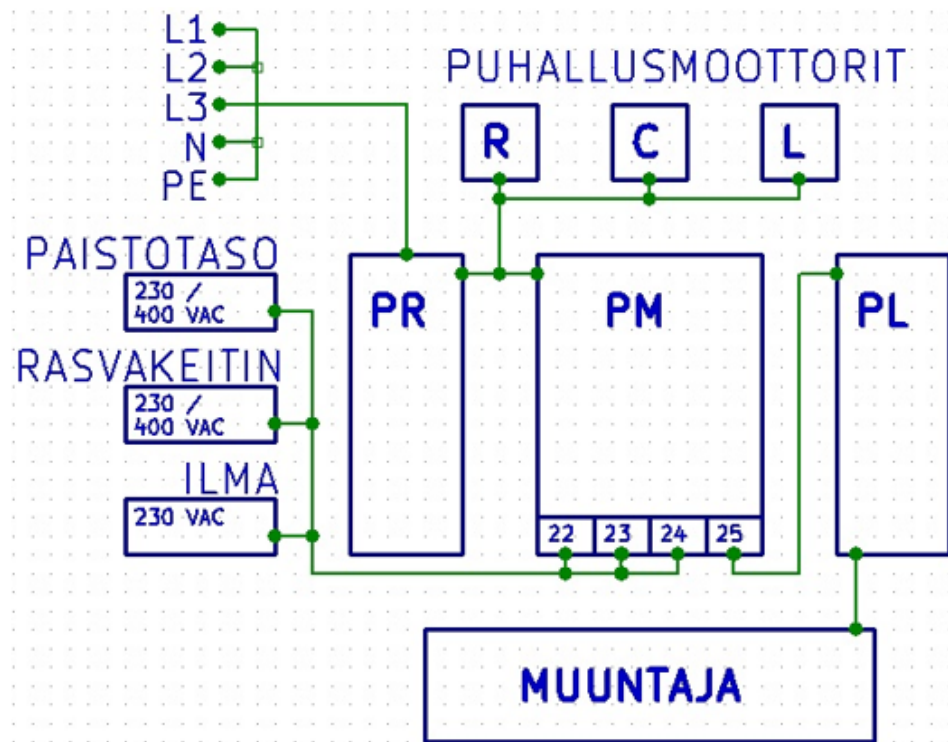 L1
L2
L3
N
PE
PUHALLUSMOOTTORIT
R C L
PAISTOTASO
230 /
400 VAC
RASVAKEITIN
230 /
400 VAC
ILMA
230 VAC
PR PM PL
22 23 24 25
MUUNTAJA